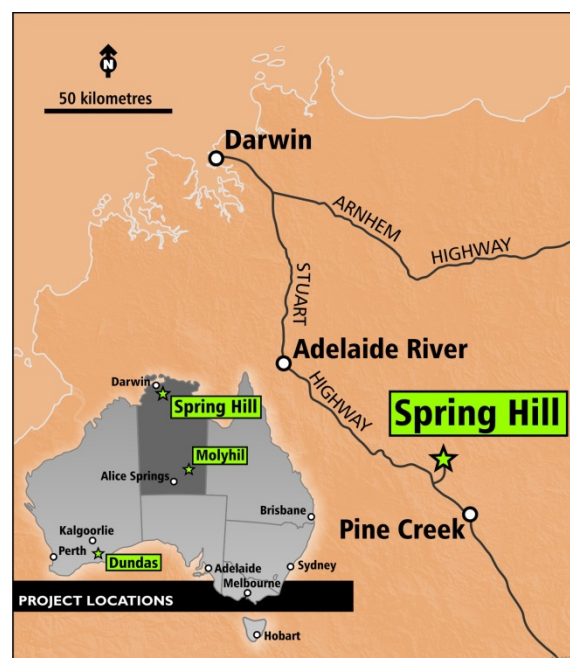 N
50 kilometres
Darwin
ARNHEM
HIGHWAY
STUART
Adelaide River
HIGHWAY
Spring Hill
Pine Creek
Darwin
Spring Hill
Molyhil
Alice Springs
Brisbane
Kalgoorlie
Perth
Dundas
Adelaide
Sydney
Melbourne
PROJECT LOCATIONS
Hobart